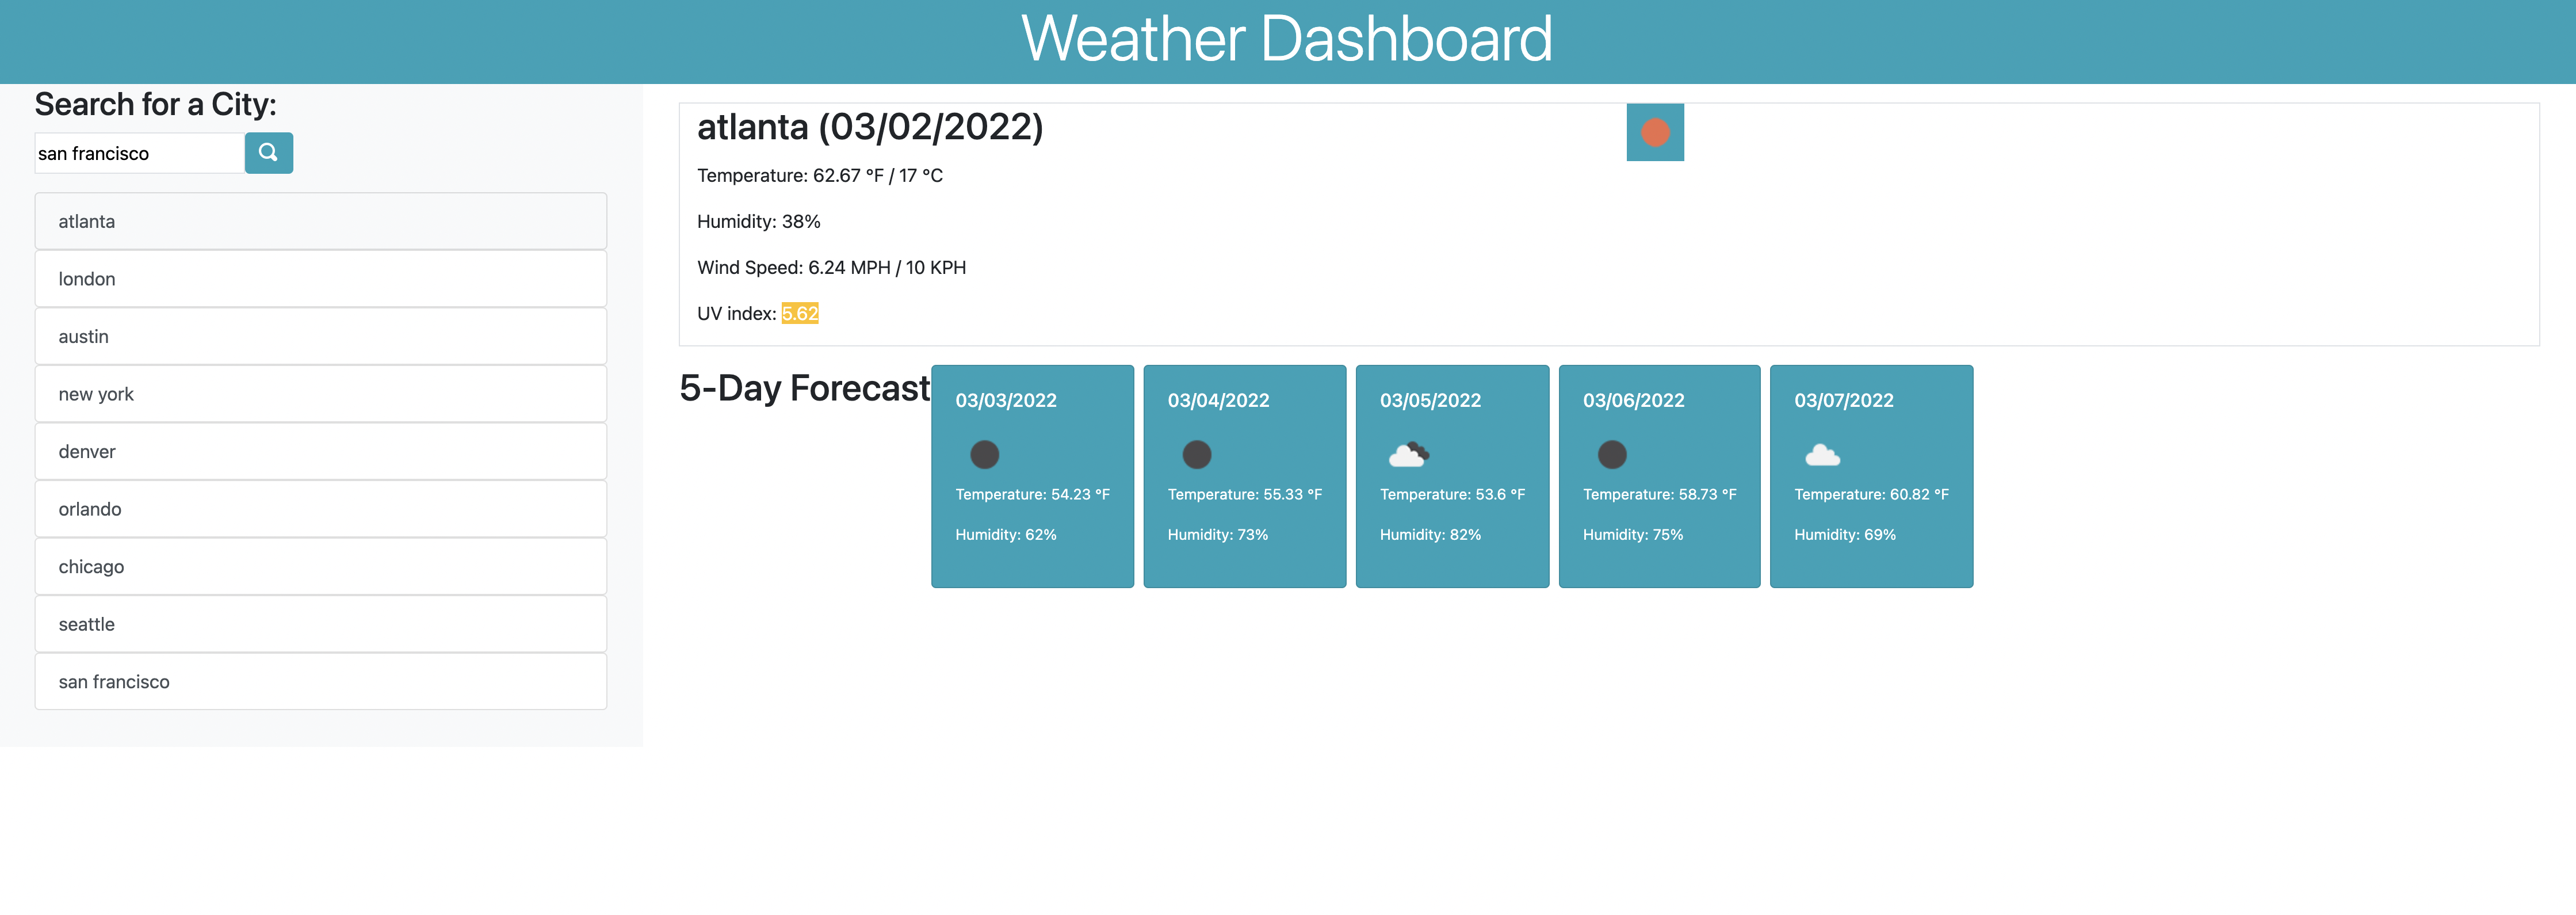 Weather Dashboard
Search for a City:
san francisco
atlanta
london
austin
new york
denver
orlando
chicago
seattle
san francisco
atlanta (03/02/2022)
Temperature: 62.67 °F / 17 °C
Humidity: 38%
Wind Speed: 6.24 MPH / 10 KPH
UV index: 5.62
5-Day Forecast
03/03/2022
Temperature: 54.23 °F
Humidity: 62%
03/04/2022
Temperature: 55.33 °F
Humidity: 73%
03/05/2022
Temperature: 53.6 °F
Humidity: 82%
03/06/2022
Temperature: 58.73 °F
Humidity: 75%
03/07/2022
Temperature: 60.82 °F
Humidity: 69%